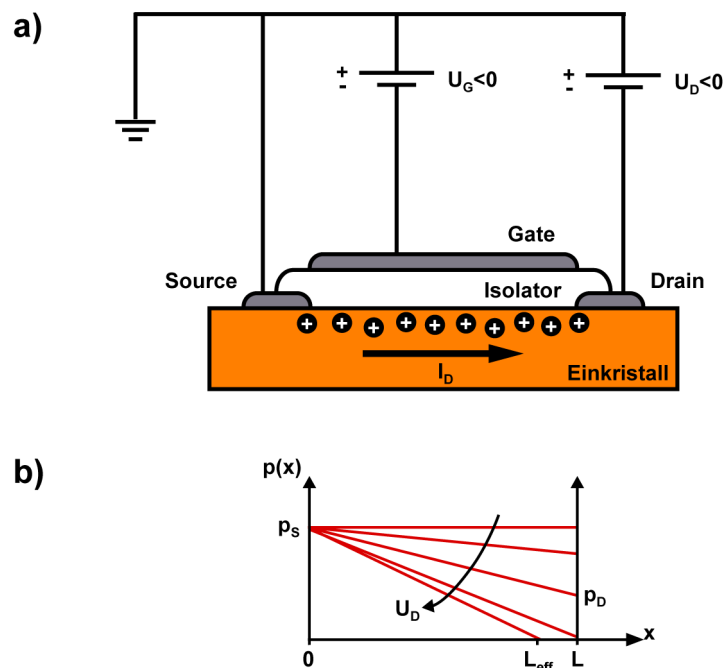 a)
+
-
U_G<0
+
-
U_D<0
Gate
Source
Isolator
Drain
+ + + + + + + + + +
I_D
Einkristall
b)
p(x)
p_S
p_D
U_D
x
0
L_eff
L